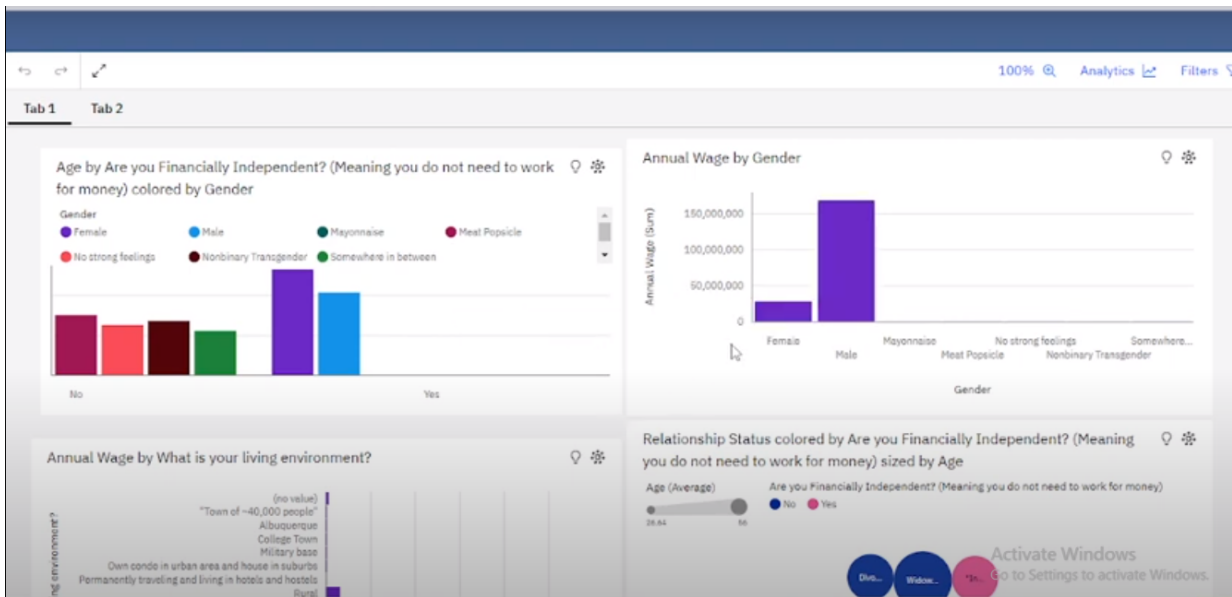 100% Analytics Filters
Tab 1 Tab 2
Age by Are you Financially Independent? (Meaning you do not need to work
for money) colored by Gender
Gender
Female Male Mayonnaise Meat Popsicle
No strong feelings Nonbinary Transgender Somewhere in between
No Yes
Annual Wage by Gender
Annual Wage (Sum)
150,000,000
100,000,000
50,000,000
0
Female Mayonnaise No strong feelings Somewhere...
Male Meat Popsicle Nonbinary Transgender
Gender
Annual Wage by What is your living environment?
ng environment?
(no value)
"Town of ~40,000 people"
Albuquerque
College Town
Military base
Own condo in urban area and house in suburbs
Permanently traveling and living in hotels and hostels
Rural
Relationship Status colored by Are you Financially Independent? (Meaning
you do not need to work for money) sized by Age
Age (Average) Are you Financially Independent? (Meaning you do not need to work for money)
No Yes
Divo... Widow... "In...
Activate Windows
Go to Settings to activate Windows.